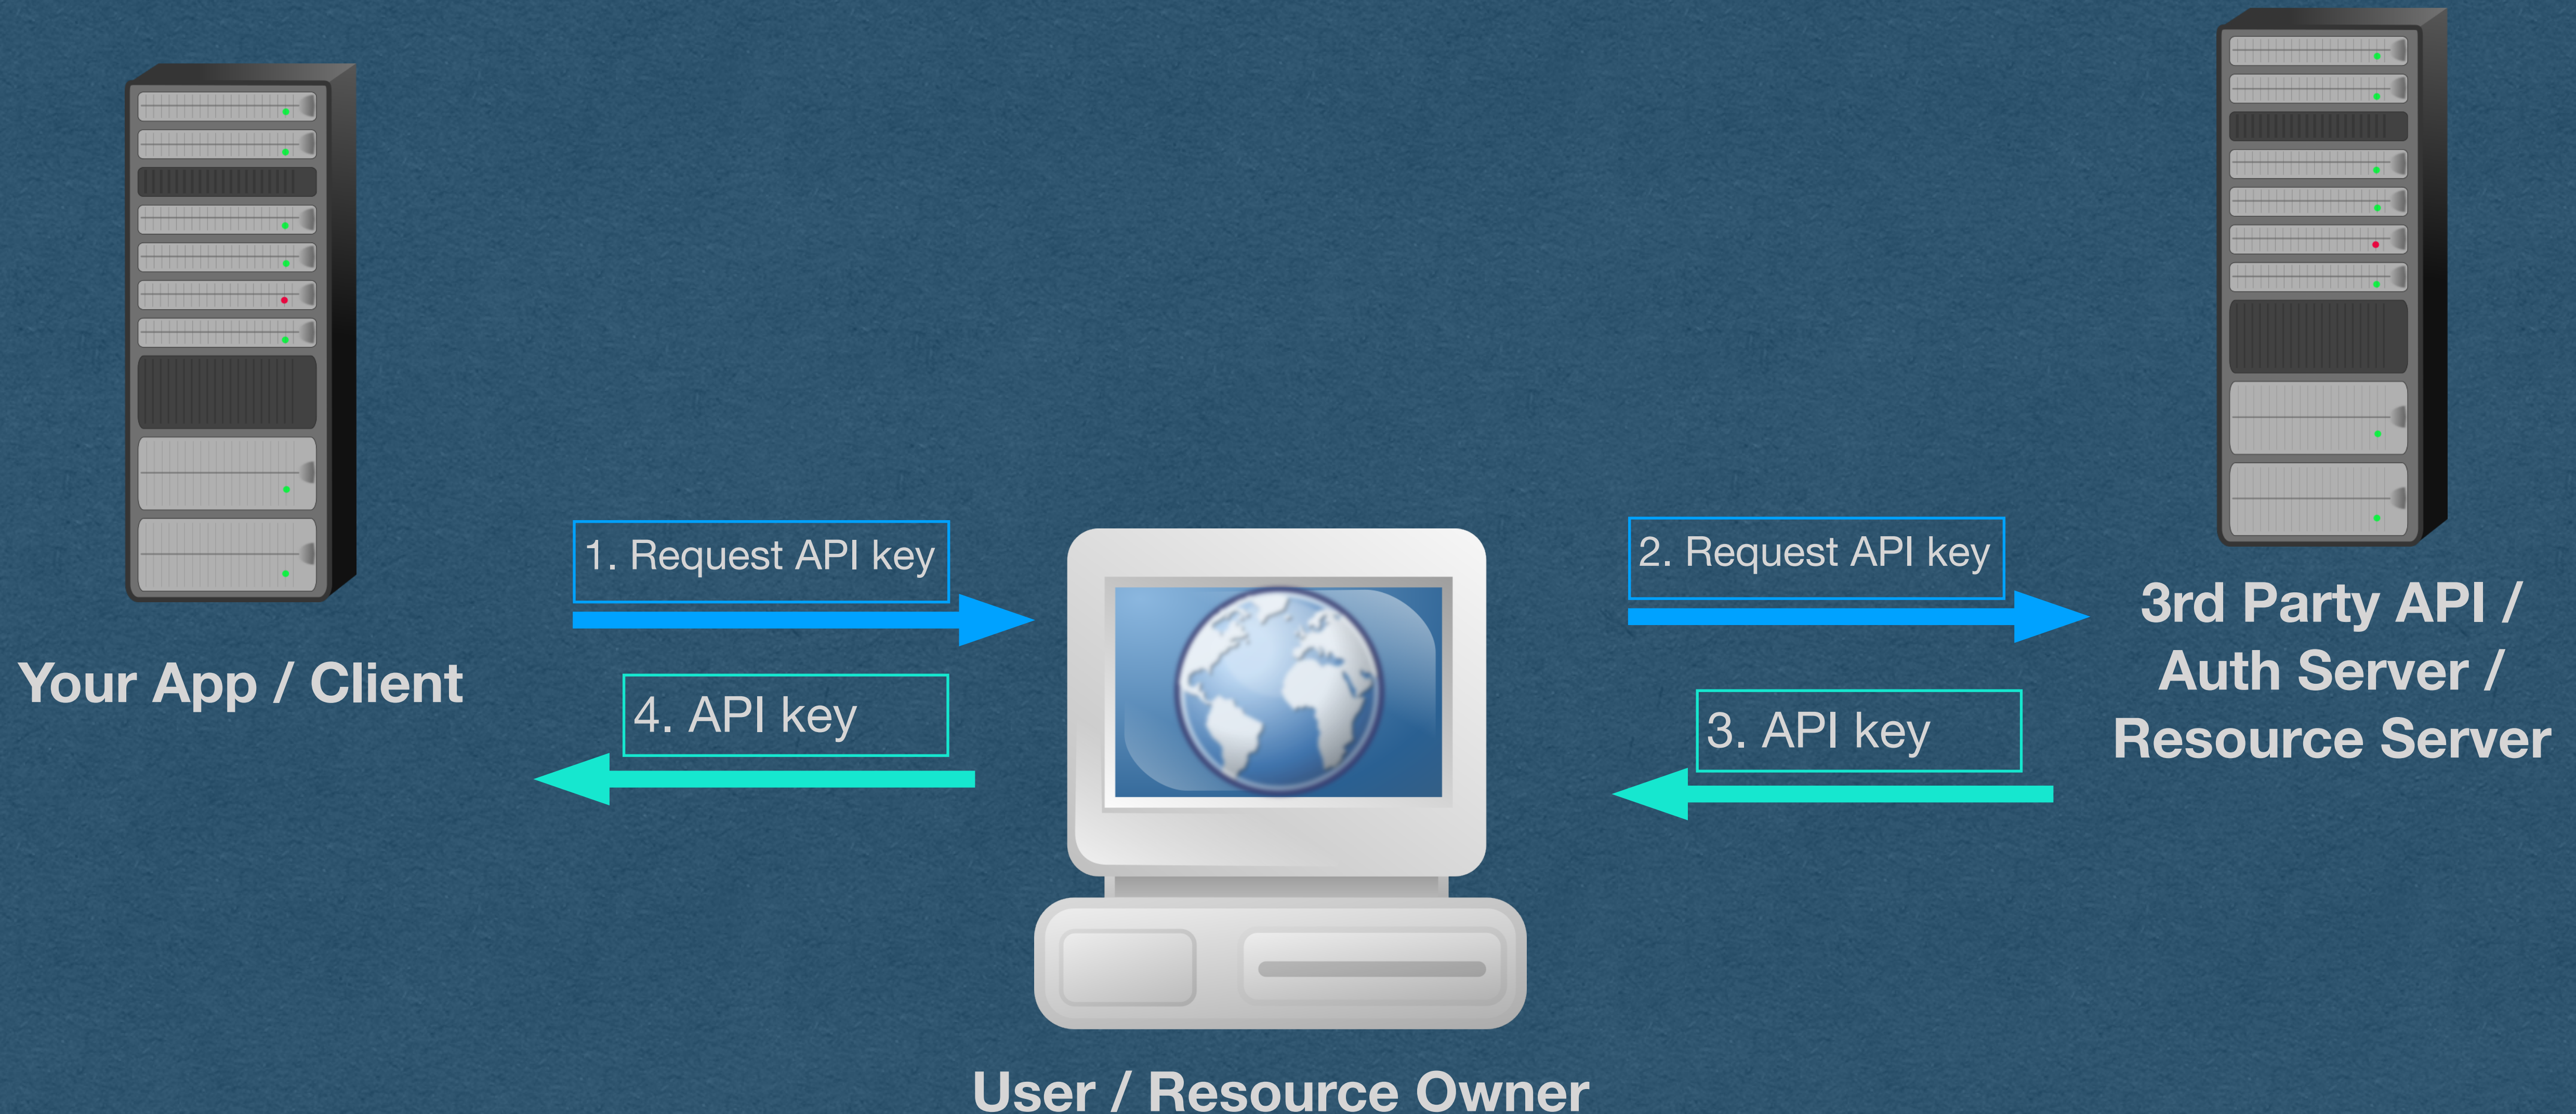 1. Request API key
2. Request API key
Your App / Client
4. API key
3. API key
3rd Party API /
Auth Server /
Resource Server
User / Resource Owner